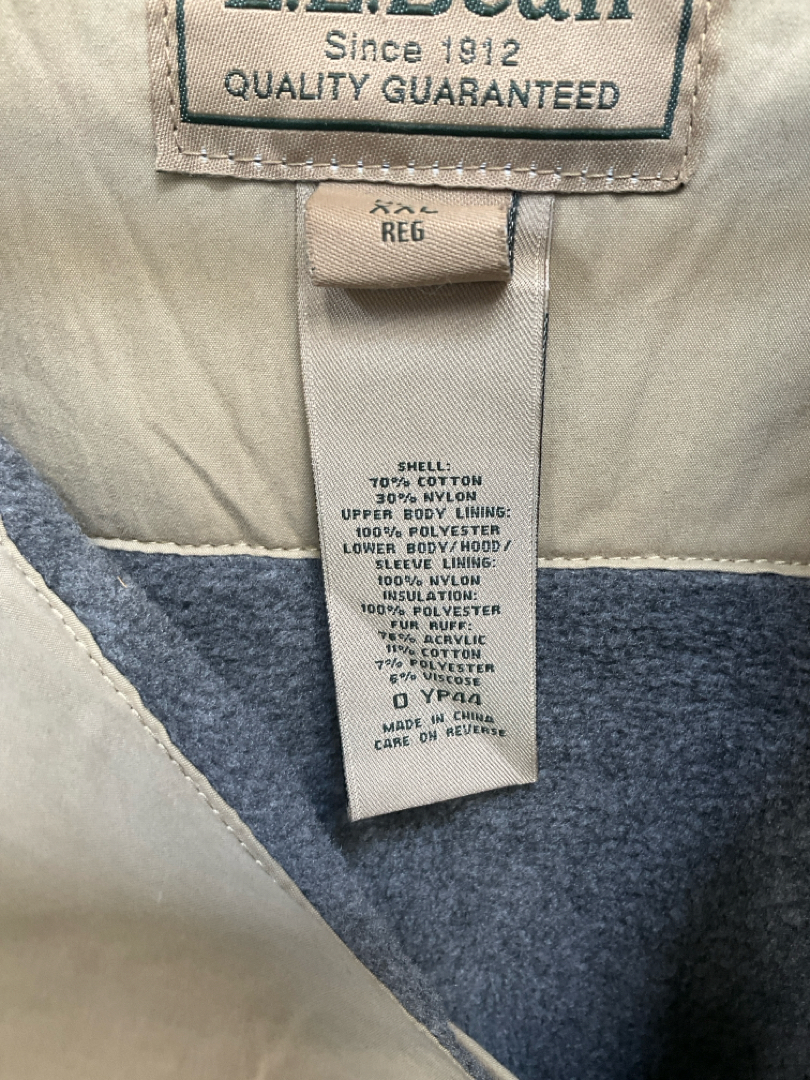 L.L.Bean
Since 1912
QUALITY GUARANTEED
XXL
REG
SHELL:
70% COTTON
30% NYLON
UPPER BODY LINING:
100% POLYESTER
LOWER BODY/HOOD/
SLEEVE LINING:
100% NYLON
INSULATION:
100% POLYESTER
FUR RUFF:
76% ACRYLIC
11% COTTON
7% POLYESTER
6% VISCOSE
0 YP44
MADE IN CHINA
CARE ON REVERSE